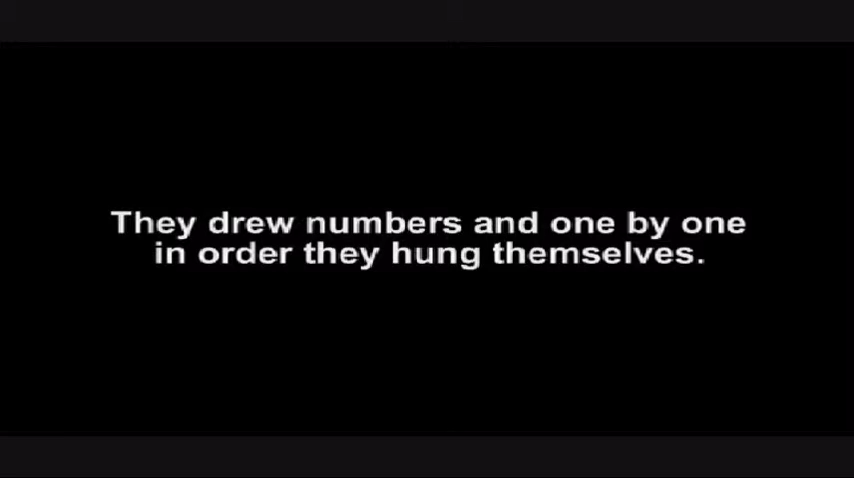 They drew numbers and one by one
in order they hung themselves.